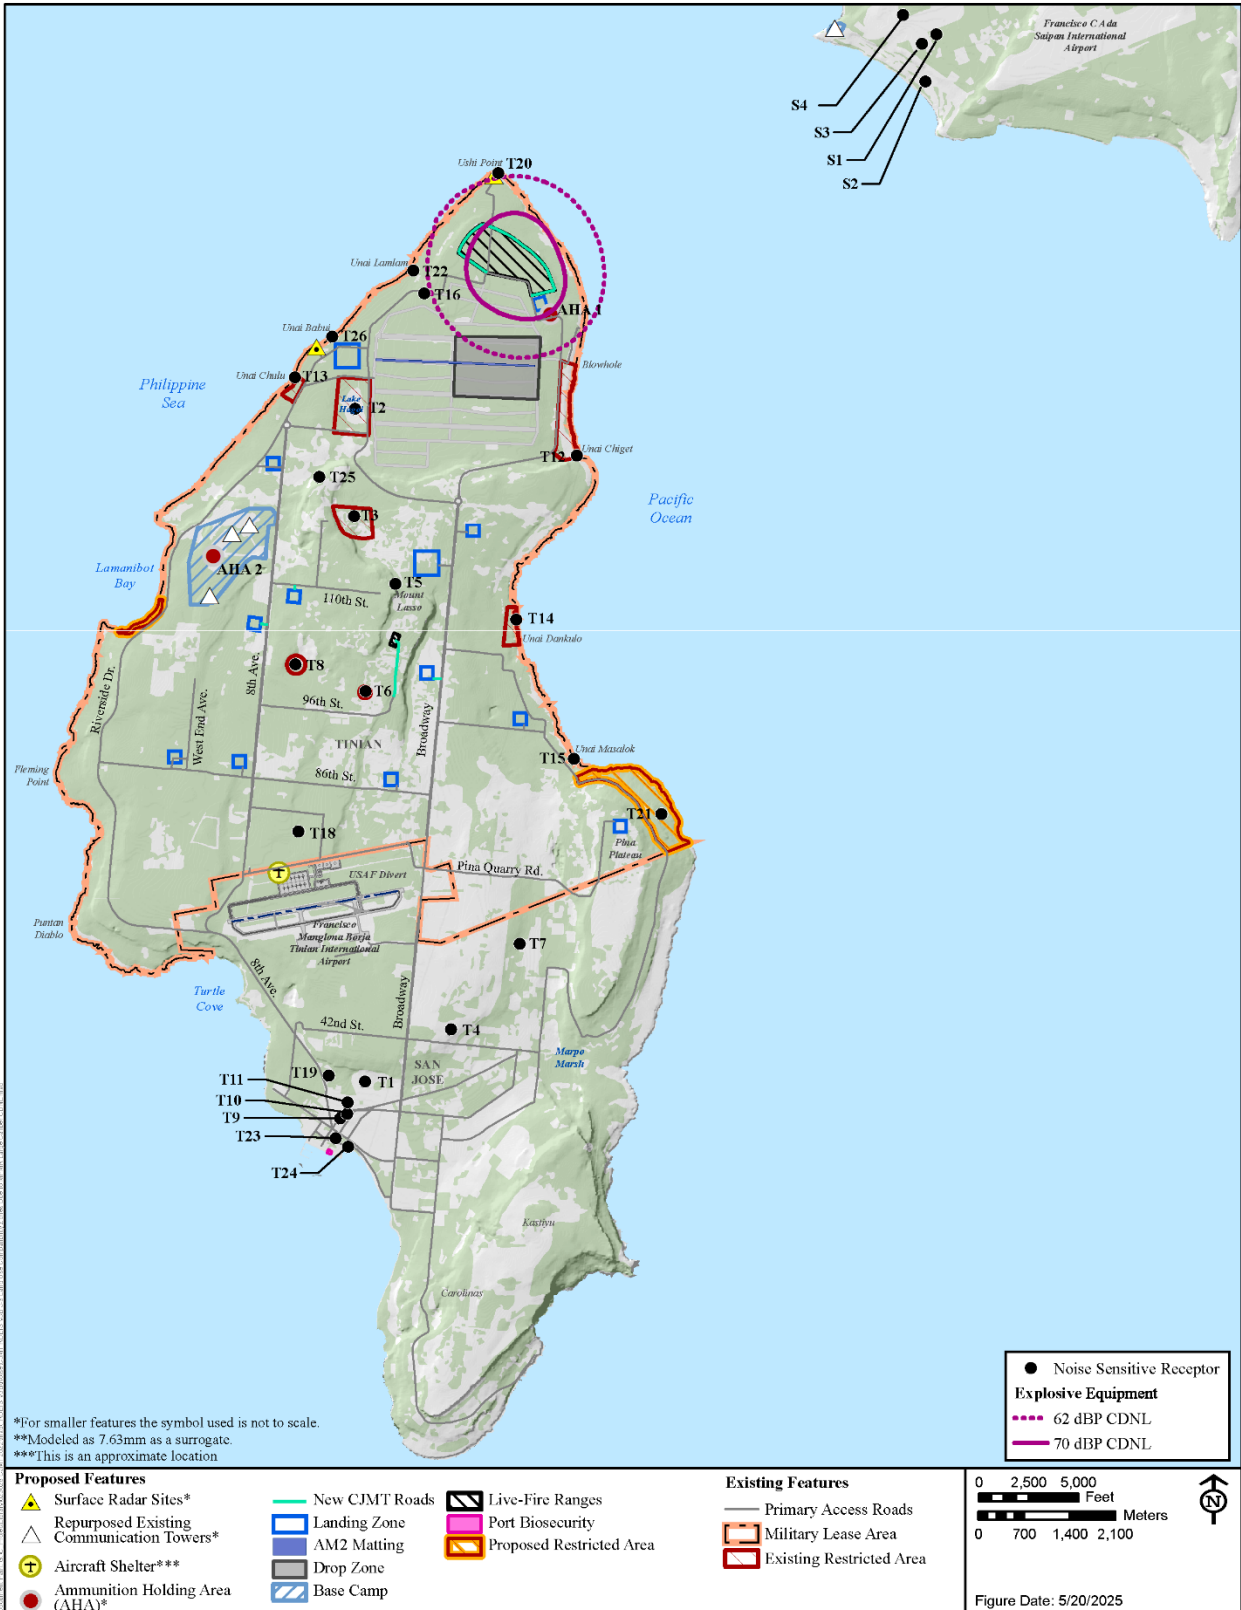 Francisco C Ada
Saipan International
Airport
S4
S3
S1
S2
Ushi Point
T20
Unai Lamlam
T22
T16
AHA 1
Unai Babui
T26
Blowhole
Unai Chulu
T13
Philippine
Sea
Lake
T2
T12
Unai Chiget
T25
Pacific
Ocean
T3
Lamanibot
Bay
AHA 2
T5
Mount
Lasso
110th St.
T14
Unai Dankulo
8th Ave.
T8
T6
Riverside Dr.
West End Ave.
96th St.
Broadway
TINIAN
Unai Masalok
T15
Fleming
Point
86th St.
T21
T18
Pina
Plateau
Pina Quarry Rd.
USAF Divert
Puntan
Diablo
Francisco
Manglona Borja
Tinian International
Airport
T7
8th Ave.
Turtle
Cove
Broadway
42nd St.
T4
Marpo
Marsh
SAN
JOSE
T19
T1
T11
T10
T9
T23
T24
Kastiyu
Carolinas
Noise Sensitive Receptor
Explosive Equipment
62 dBP CDNL
70 dBP CDNL
*For smaller features the symbol used is not to scale.
**Modeled as 7.63mm as a surrogate.
***This is an approximate location
Proposed Features
Surface Radar Sites*
Repurposed Existing
Communication Towers*
Aircraft Shelter***
Ammunition Holding Area
(AHA)*
New CJMT Roads
Landing Zone
AM2 Matting
Drop Zone
Base Camp
Live-Fire Ranges
Port Biosecurity
Proposed Restricted Area
Existing Features
Primary Access Roads
Military Lease Area
Existing Restricted Area
0 2,500 5,000
Feet
Meters
0 700 1,400 2,100
N
Figure Date: 5/20/2025